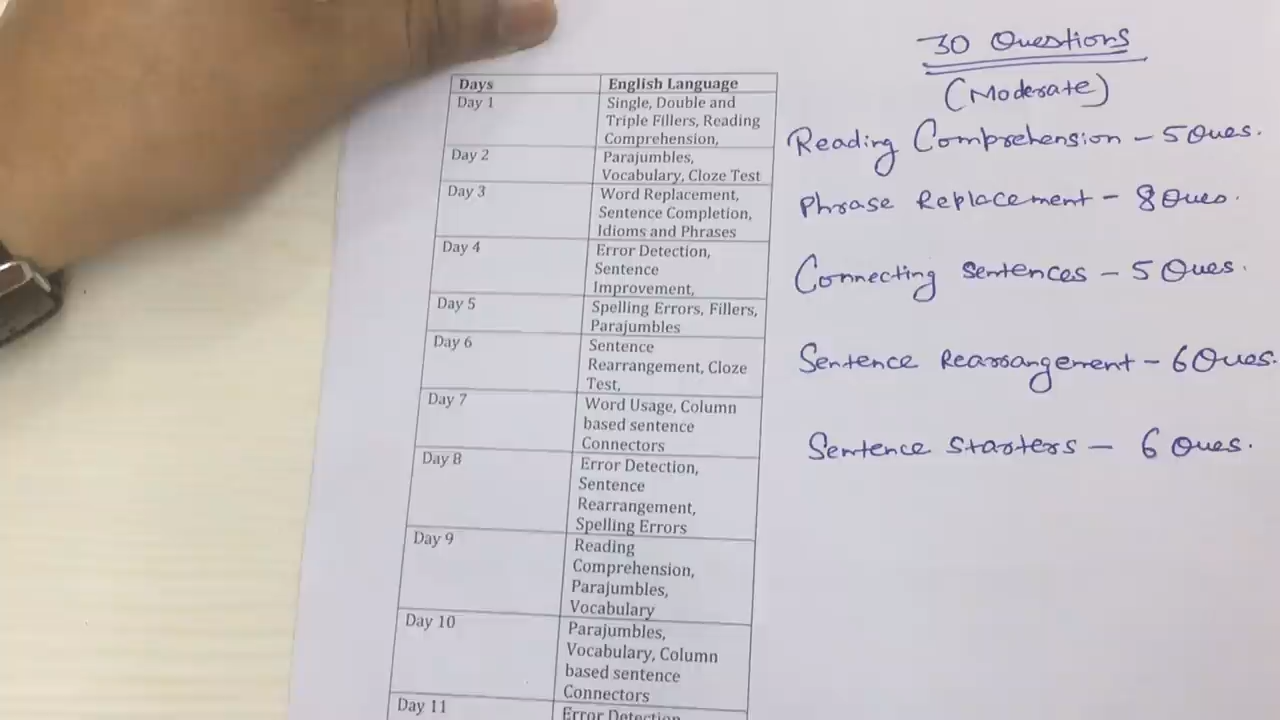 Days English Language
Day 1 Single, Double and
Triple Fillers, Reading
Comprehension,
Day 2 Parajumbles,
Vocabulary, Cloze Test
Day 3 Word Replacement,
Sentence Completion,
Idioms and Phrases
Day 4 Error Detection,
Sentence
Improvement,
Day 5 Spelling Errors, Fillers,
Parajumbles
Day 6 Sentence
Rearrangement, Cloze
Test,
Day 7 Word Usage, Column
based sentence
Connectors
Day 8 Error Detection,
Sentence
Rearrangement,
Spelling Errors
Day 9 Reading
Comprehension,
Parajumbles,
Vocabulary
Day 10 Parajumbles,
Vocabulary, Column
based sentence
Connectors
Day 11 Error Detection,
30 Questions
(Moderate)
Reading Comprehension - 5 Ques.
Phrase Replacement - 8 Ques.
Connecting sentences - 5 Ques.
Sentence Rearrangement - 6 Ques.
Sentence starters - 6 Ques.